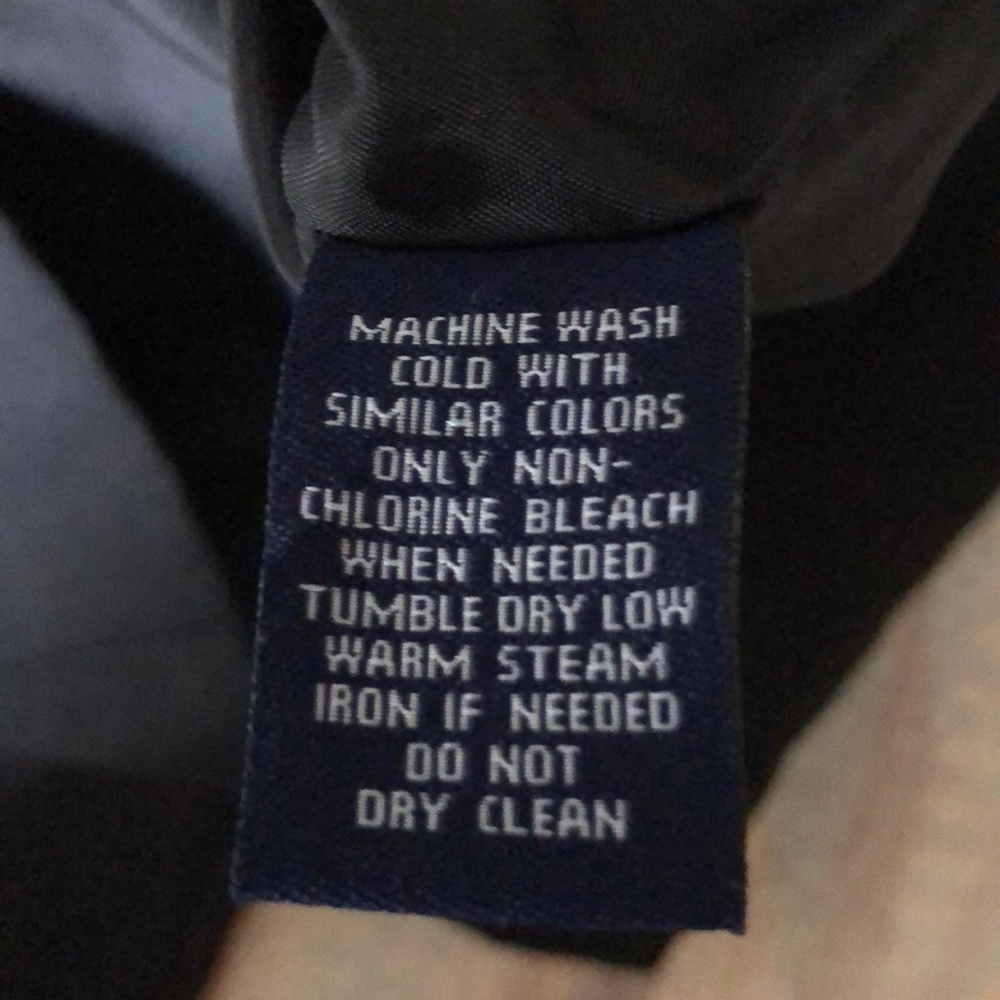 MACHINE WASH
COLD WITH
SIMILAR COLORS
ONLY NON-
CHLORINE BLEACH
WHEN NEEDED
TUMBLE DRY LOW
WARM STEAM
IRON IF NEEDED
DO NOT
DRY CLEAN